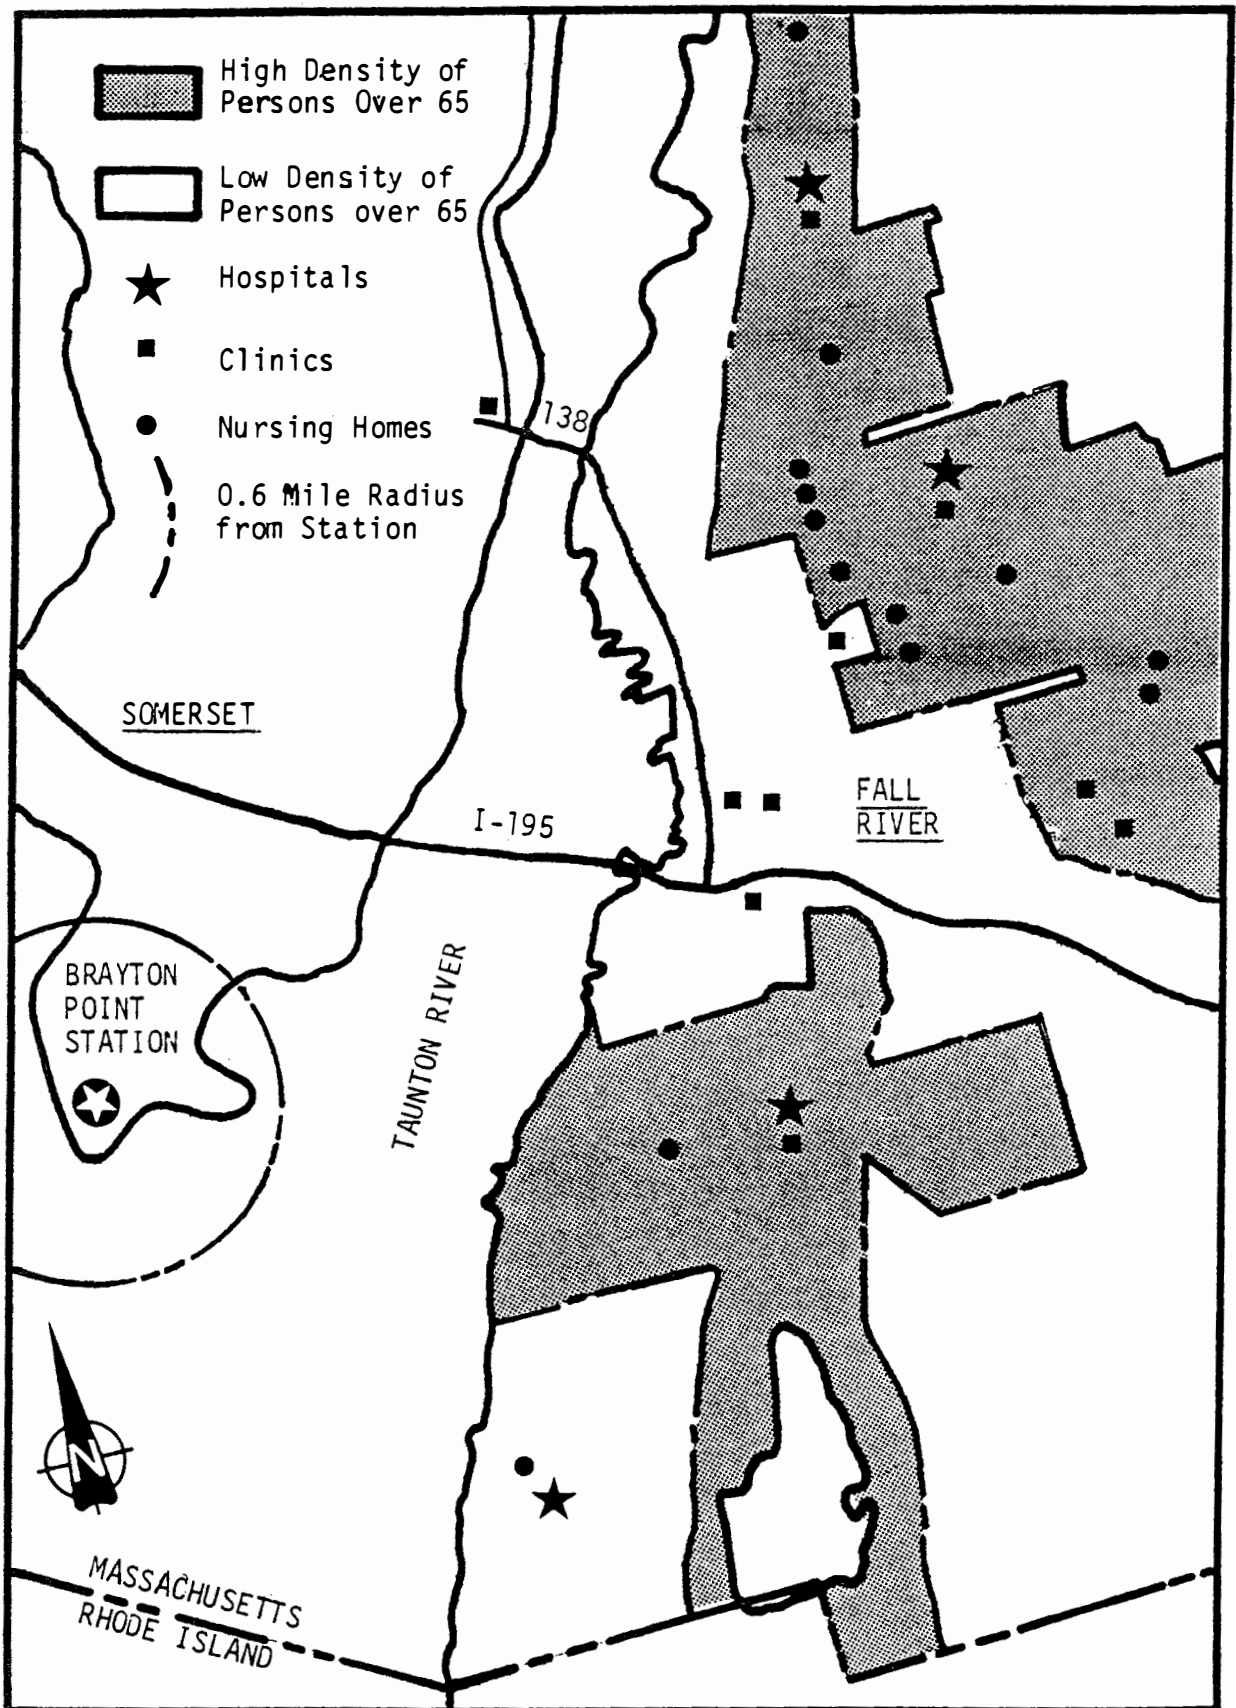 High Density of
Persons Over 65
Low Density of
Persons over 65
Hospitals
Clinics
Nursing Homes
0.6 Mile Radius
from Station
138
SOMERSET
I-195
FALL
RIVER
BRAYTON
POINT
STATION
TAUNTON RIVER
N
MASSACHUSETTS
RHODE ISLAND